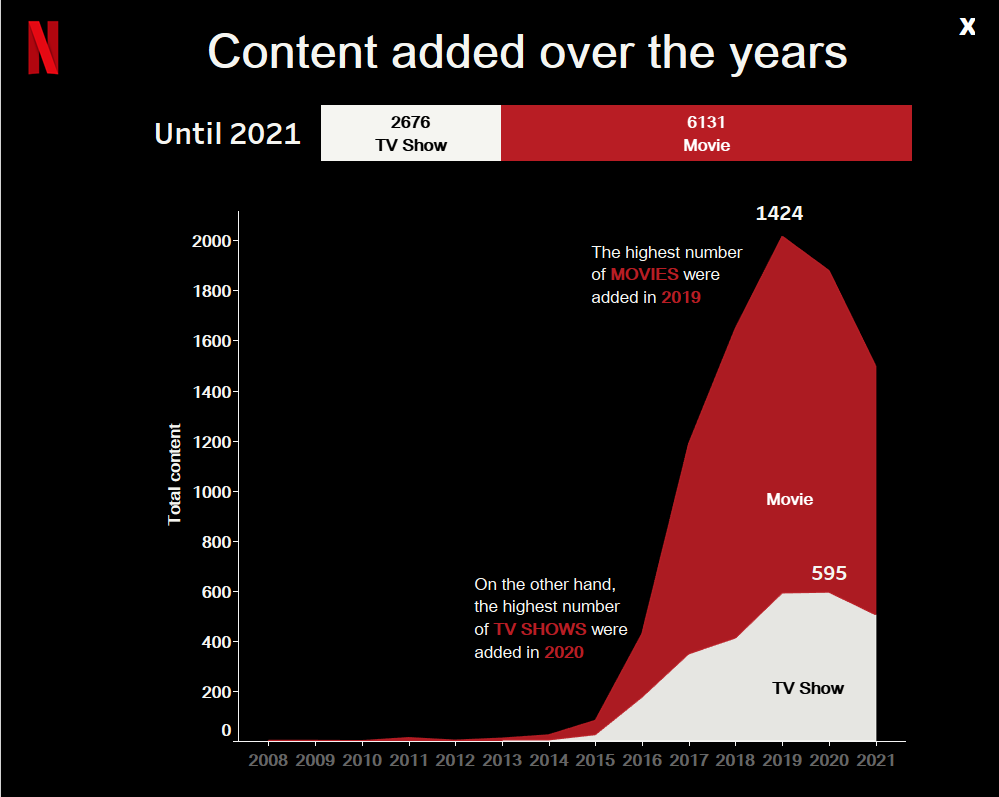 N
Content added over the years
X
Until 2021
2676
TV Show
6131
Movie
1424
The highest number
of MOVIES were
added in 2019
2000
1800
1600
1400
1200
1000
800
600
400
200
0
Total content
Movie
595
On the other hand,
the highest number
of TV SHOWS were
added in 2020
TV Show
2008 2009 2010 2011 2012 2013 2014 2015 2016 2017 2018 2019 2020 2021